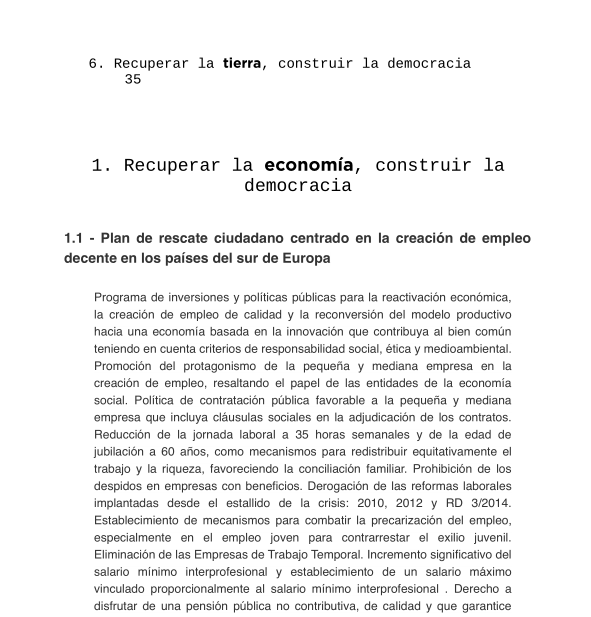 6. Recuperar la tierra, construir la democracia
35
1. Recuperar la economía, construir la
democracia
1.1 - Plan de rescate ciudadano centrado en la creación de empleo
decente en los países del sur de Europa
Programa de inversiones y políticas públicas para la reactivación económica,
la creación de empleo de calidad y la reconversión del modelo productivo
hacia una economía basada en la innovación que contribuya al bien común
teniendo en cuenta criterios de responsabilidad social, ética y medioambiental.
Promoción del protagonismo de la pequeña y mediana empresa en la
creación de empleo, resaltando el papel de las entidades de la economía
social. Política de contratación pública favorable a la pequeña y mediana
empresa que incluya cláusulas sociales en la adjudicación de los contratos.
Reducción de la jornada laboral a 35 horas semanales y de la edad de
jubilación a 60 años, como mecanismos para redistribuir equitativamente el
trabajo y la riqueza, favoreciendo la conciliación familiar. Prohibición de los
despidos en empresas con beneficios. Derogación de las reformas laborales
implantadas desde el estallido de la crisis: 2010, 2012 y RD 3/2014.
Establecimiento de mecanismos para combatir la precarización del empleo,
especialmente en el empleo joven para contrarrestar el exilio juvenil.
Eliminación de las Empresas de Trabajo Temporal. Incremento significativo del
salario mínimo interprofesional y establecimiento de un salario máximo
vinculado proporcionalmente al salario mínimo interprofesional . Derecho a
disfrutar de una pensión pública no contributiva, de calidad y que garantice